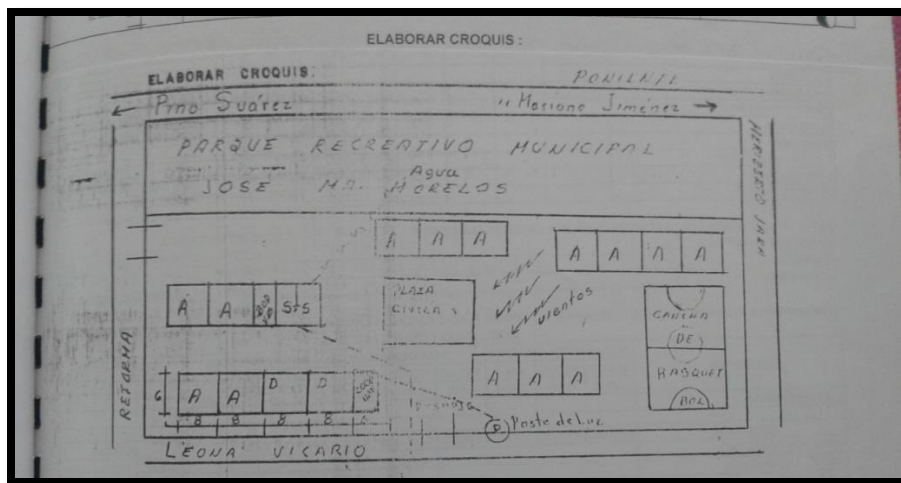 ELABORAR CROQUIS :
ELABORAR CROQUIS:
PONIENTE
Pino Suárez
" Mariano Jiménez
PARQUE RECREATIVO MUNICIPAL
Agua
JOSE MA. MORELOS
A A A
A A A A
A A S S
PLAZA
CIVICA
vientos
CANCHA
DE
BASQUET
BOL
RETORNA
A A A
6 A A D D
8 8 8 8
Poste de luz
LEONA VICARIO